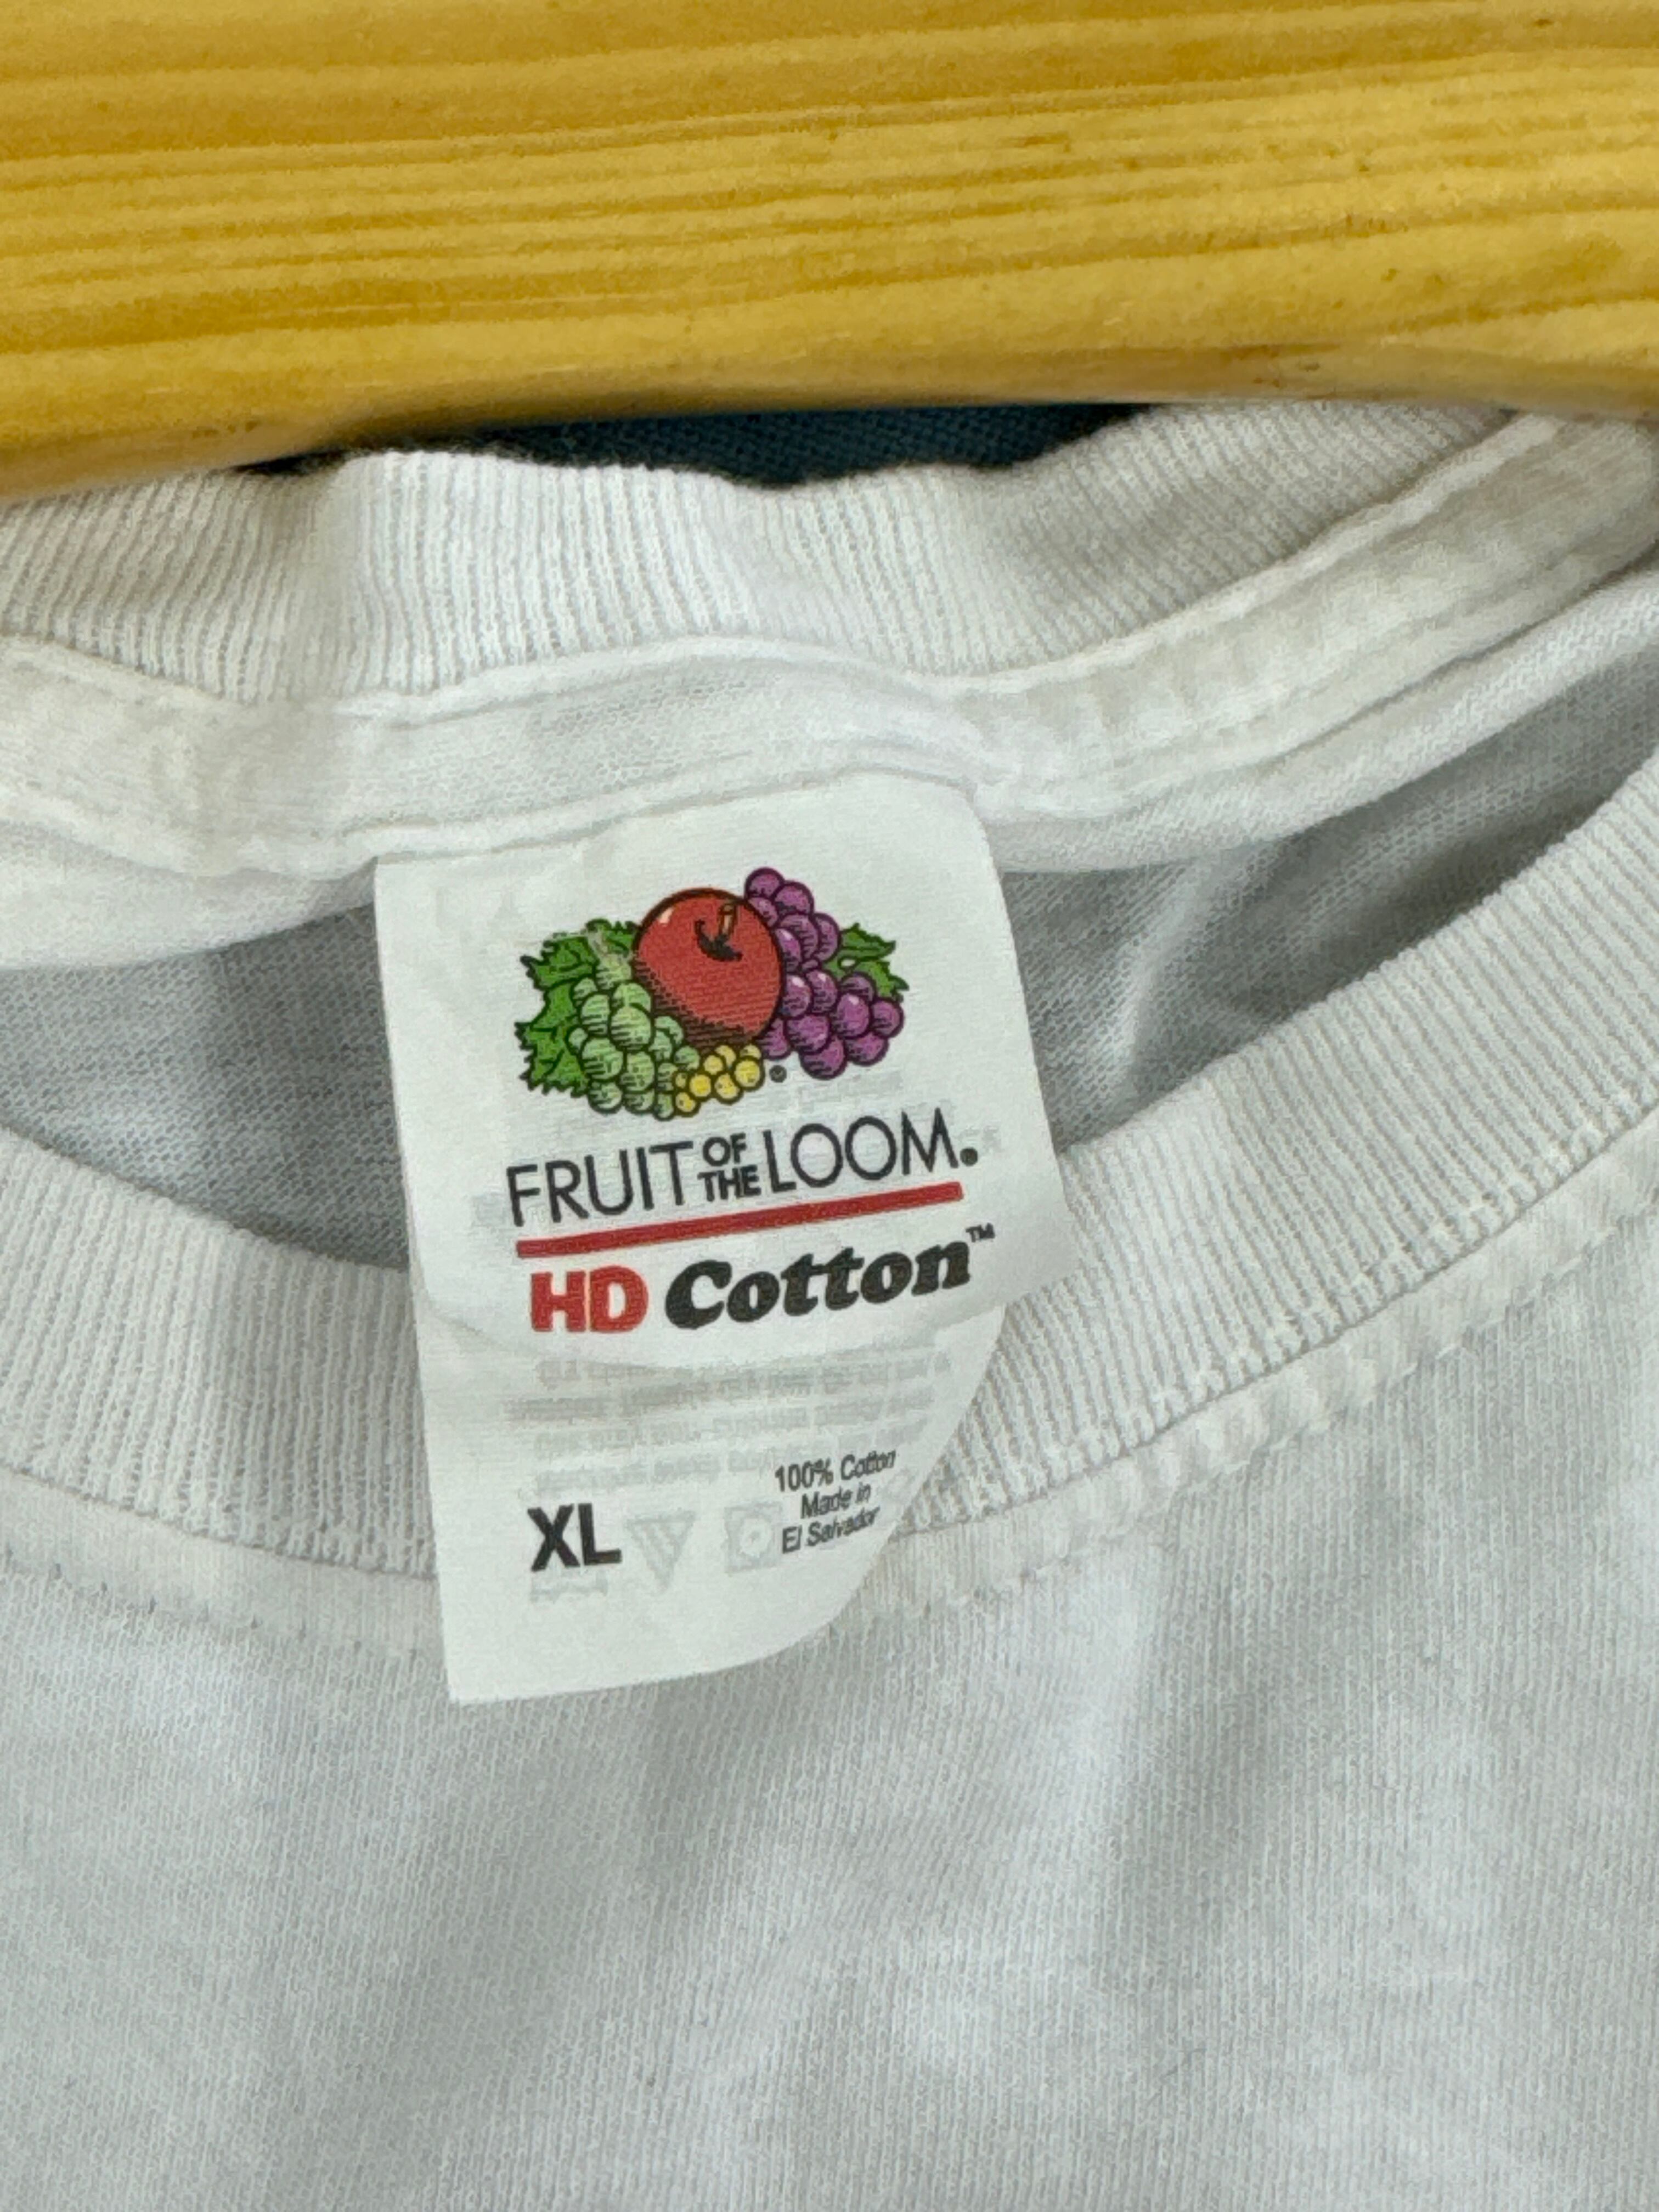 FRUIT OF THE LOOM®
HD Cotton™
XL
100% Cotton
Made in
El Salvador